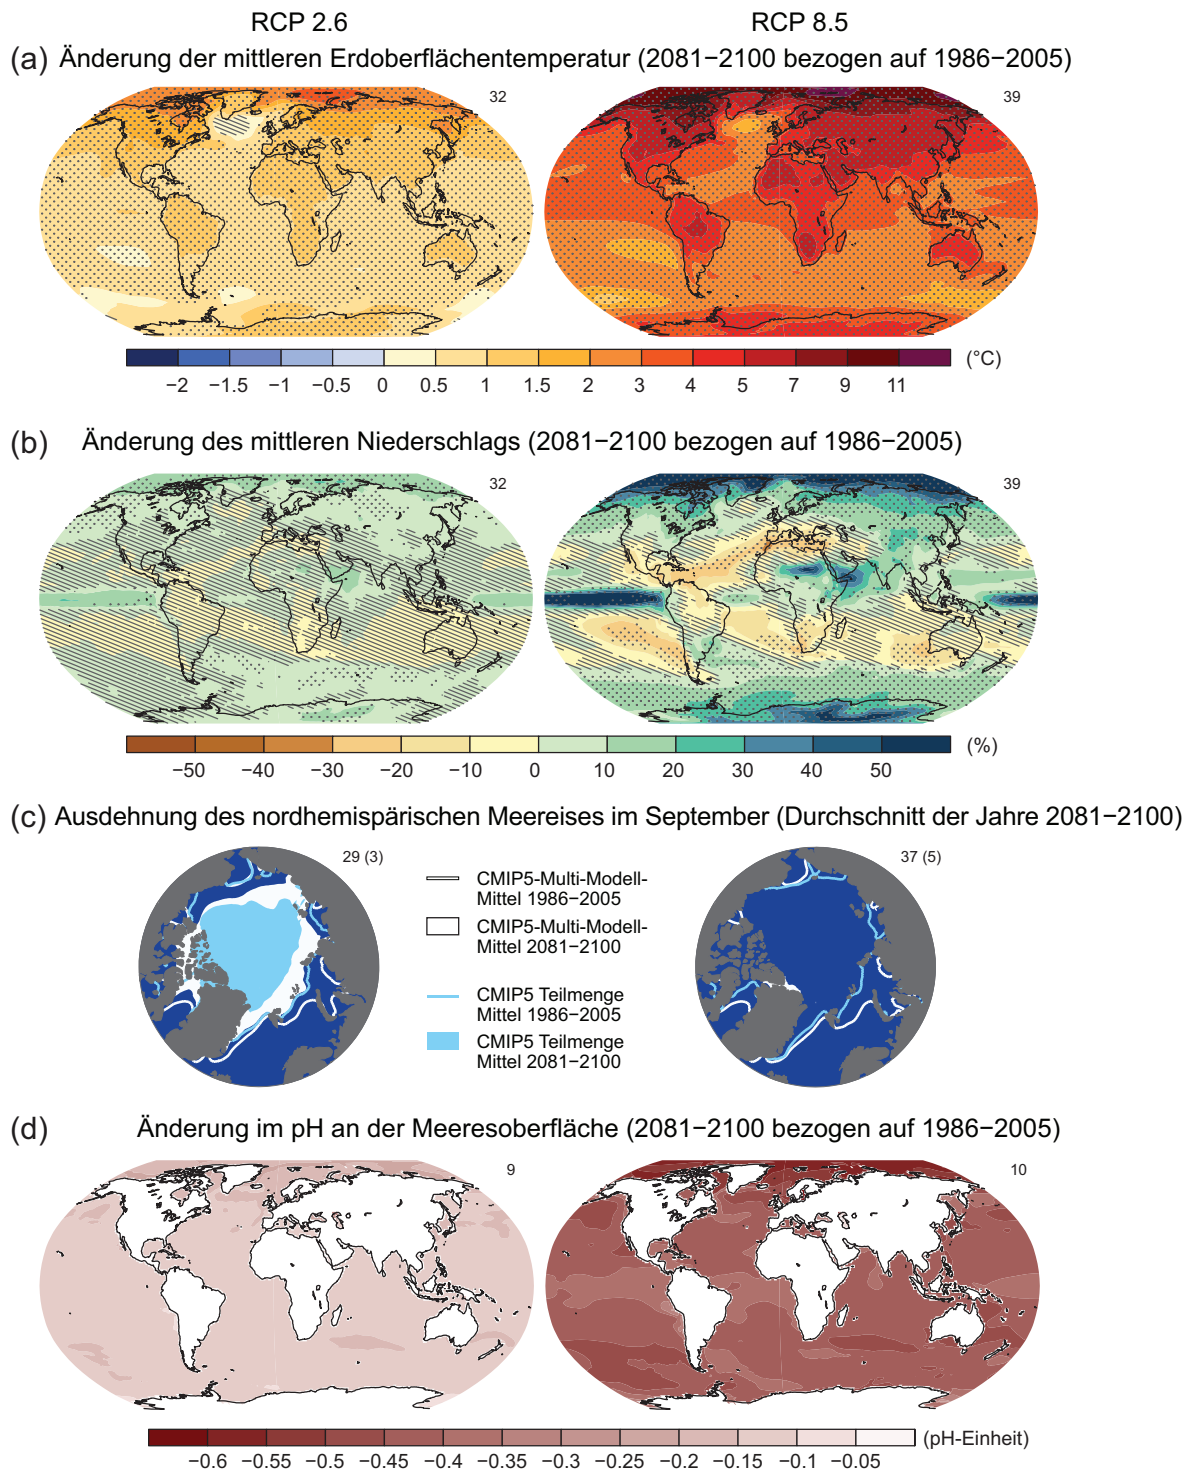 RCP 2.6
RCP 8.5
(a) Änderung der mittleren Erdoberflächentemperatur (2081−2100 bezogen auf 1986−2005)
32
39
−2 −1.5 −1 −0.5 0 0.5 1 1.5 2 3 4 5 7 9 11 (°C)
(b) Änderung des mittleren Niederschlags (2081−2100 bezogen auf 1986−2005)
32
39
−50 −40 −30 −20 −10 0 10 20 30 40 50 (%)
(c) Ausdehnung des nordhemispärischen Meereises im September (Durchschnitt der Jahre 2081−2100)
29 (3)
37 (5)
CMIP5-Multi-Modell-
Mittel 1986−2005
CMIP5-Multi-Modell-
Mittel 2081−2100
CMIP5 Teilmenge
Mittel 1986−2005
CMIP5 Teilmenge
Mittel 2081−2100
(d) Änderung im pH an der Meeresoberfläche (2081−2100 bezogen auf 1986−2005)
9
10
(pH-Einheit)
−0.6 −0.55 −0.5 −0.45 −0.4 −0.35 −0.3 −0.25 −0.2 −0.15 −0.1 −0.05